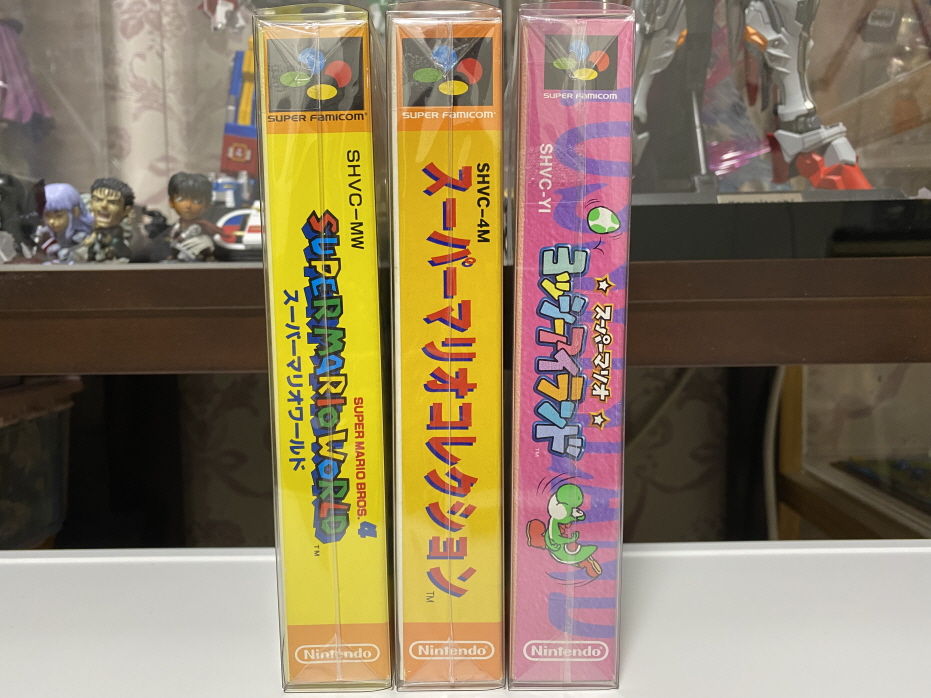 SUPER FAMICOM
SHVC-MW
SUPER MARIO WORLD
スーパーマリオワールド
SUPER MARIO BROS. 4
TM
Nintendo
SUPER FAMICOM
SHVC-4M
スーパーマリオコレクション
TM
Nintendo
SUPER FAMICOM
SHVC-YI
スーパーマリオ
ヨッシーアイランド
TM
Nintendo